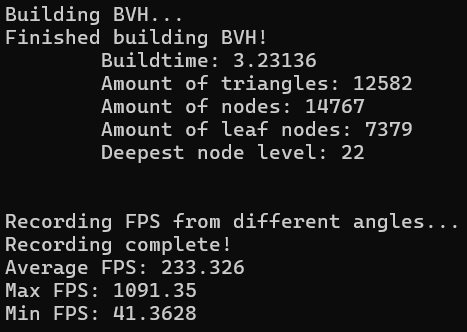 Building BVH...
Finished building BVH!
Buildtime: 3.23136
Amount of triangles: 12582
Amount of nodes: 14767
Amount of leaf nodes: 7379
Deepest node level: 22
Recording FPS from different angles...
Recording complete!
Average FPS: 233.326
Max FPS: 1091.35
Min FPS: 41.3628